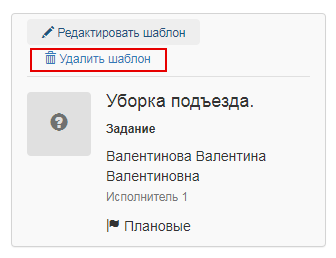 Редактировать шаблон
Удалить шаблон
Уборка подъезда.
Задание
Валентинова Валентина
Валентиновна
Исполнитель 1
Плановые